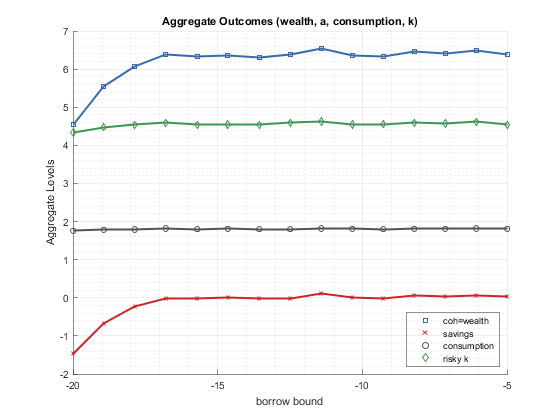 Aggregate Outcomes (wealth, a, consumption, k)
7
6
5
4
3
2
1
0
-1
-2
Aggregate Levels
-20
-15
-10
-5
borrow bound
coh=wealth
savings
consumption
risky k